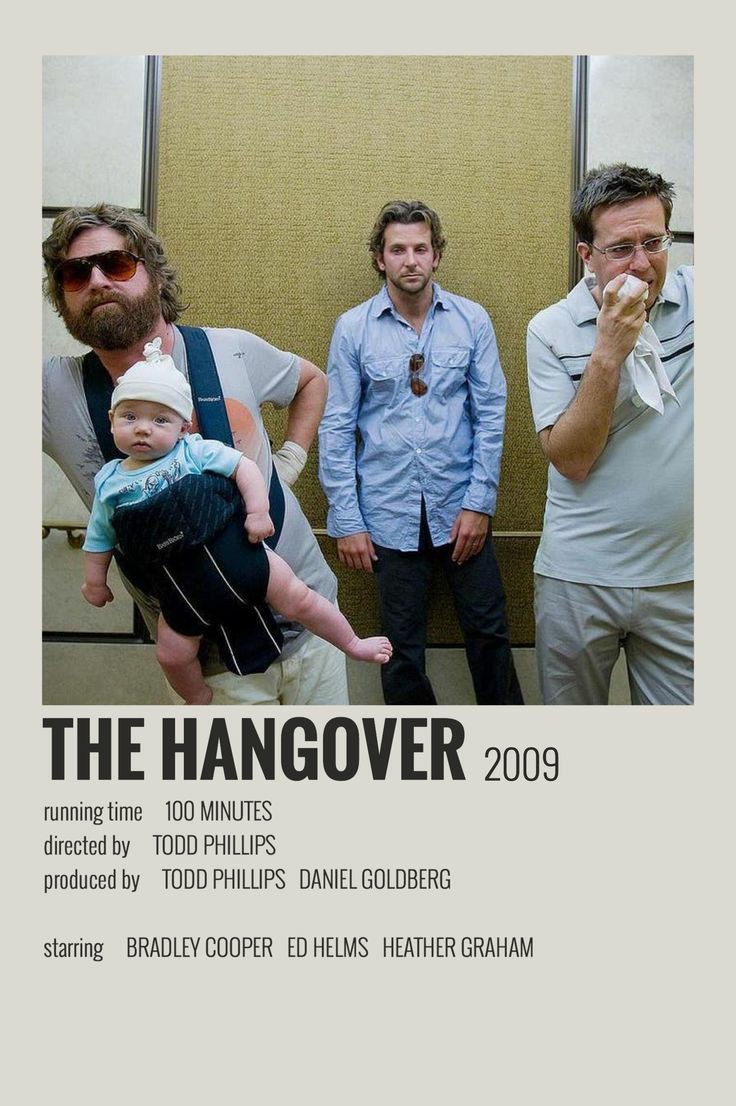 THE HANGOVER 2009
running time 100 MINUTES
directed by TODD PHILLIPS
produced by TODD PHILLIPS DANIEL GOLDBERG
starring BRADLEY COOPER ED HELMS HEATHER GRAHAM